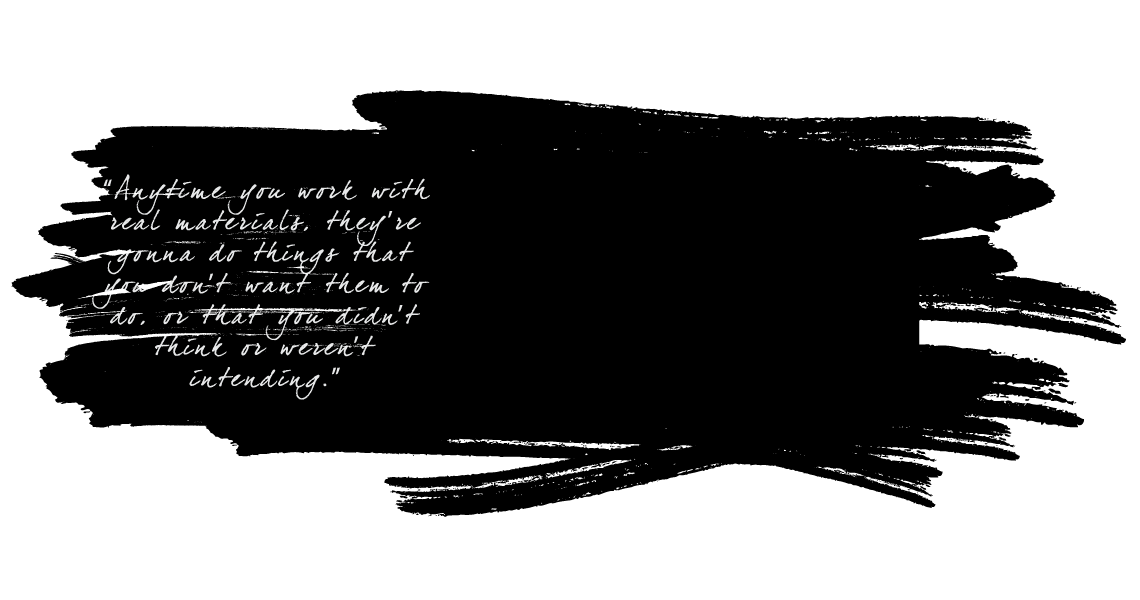 "Anytime you work with
real materials, they're
gonna do things that
you don't want them to
do, or that you didn't
think or weren't
intending."